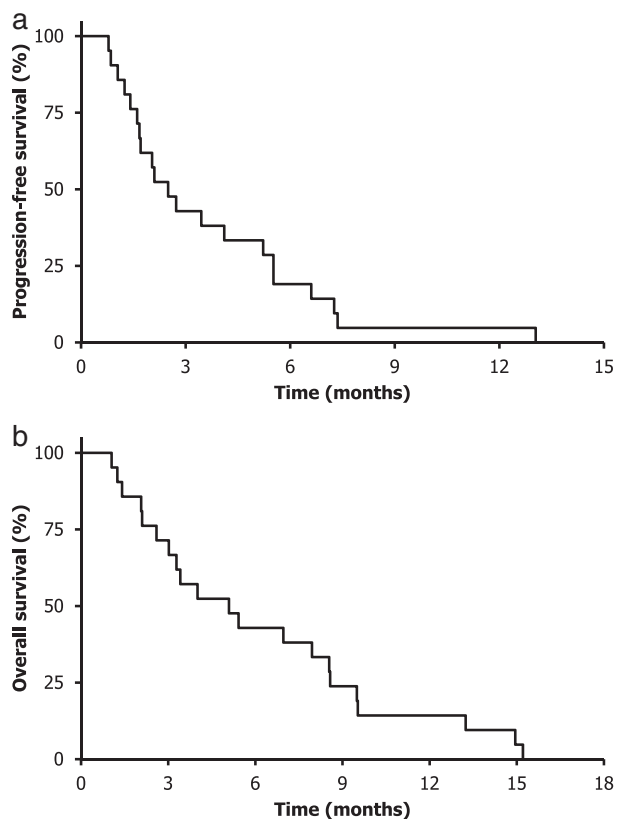 a
Progression-free survival (%)
100
75
50
25
0
0 3 6 9 12 15
Time (months)
b
Overall survival (%)
100
75
50
25
0
0 3 6 9 12 15 18
Time (months)